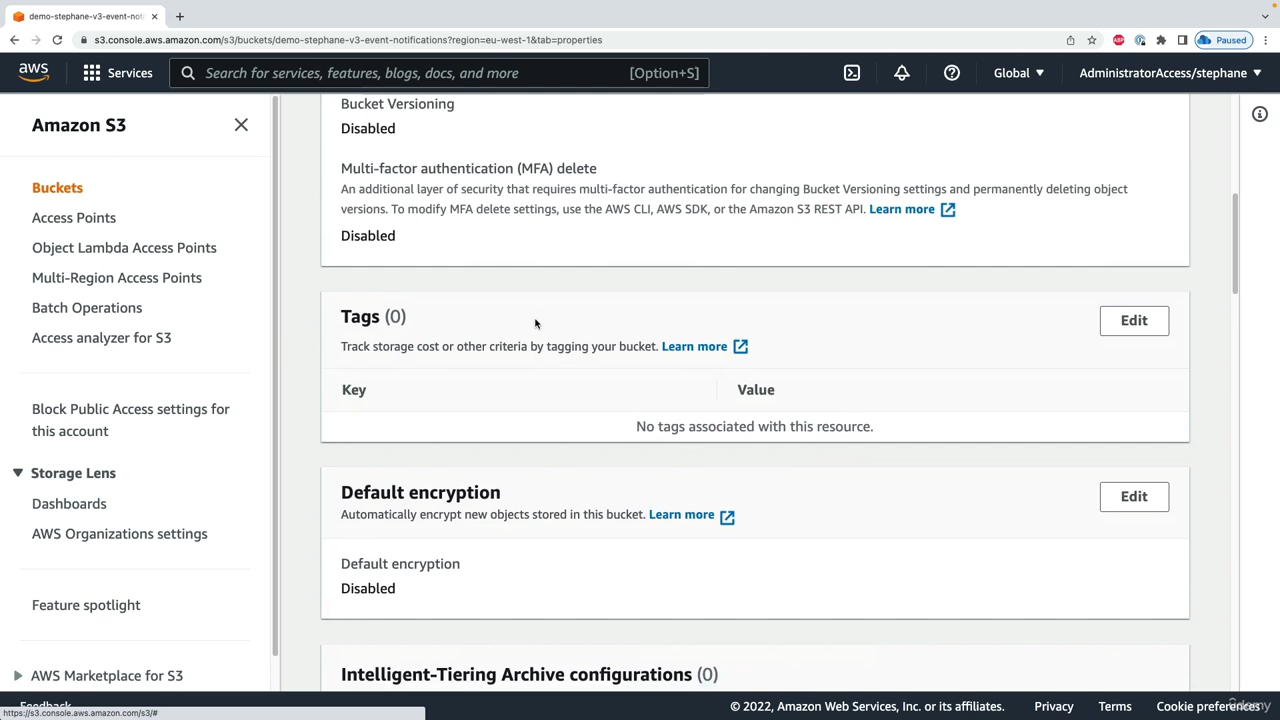 demo-stephane-v3-event-noti
s3.console.aws.amazon.com/s3/buckets/demo-stephane-v3-event-notifications?region=eu-west-1&tab=properties
ABP
Paused
aws
Services
Search for services, features, blogs, docs, and more
[Option+S]
Global
AdministratorAccess/stephane
Amazon S3
Buckets
Access Points
Object Lambda Access Points
Multi-Region Access Points
Batch Operations
Access analyzer for S3
Block Public Access settings for
this account
Storage Lens
Dashboards
AWS Organizations settings
Feature spotlight
AWS Marketplace for S3
Bucket Versioning
Disabled
Multi-factor authentication (MFA) delete
An additional layer of security that requires multi-factor authentication for changing Bucket Versioning settings and permanently deleting object
versions. To modify MFA delete settings, use the AWS CLI, AWS SDK, or the Amazon S3 REST API. Learn more
Disabled
Tags (0)
Edit
Track storage cost or other criteria by tagging your bucket. Learn more
Key
Value
No tags associated with this resource.
Default encryption
Edit
Automatically encrypt new objects stored in this bucket. Learn more
Default encryption
Disabled
Intelligent-Tiering Archive configurations (0)
Feedback
© 2022, Amazon Web Services, Inc. or its affiliates.
Privacy
Terms
Cookie preferences
https://s3.console.aws.amazon.com/s3/#
Udemy